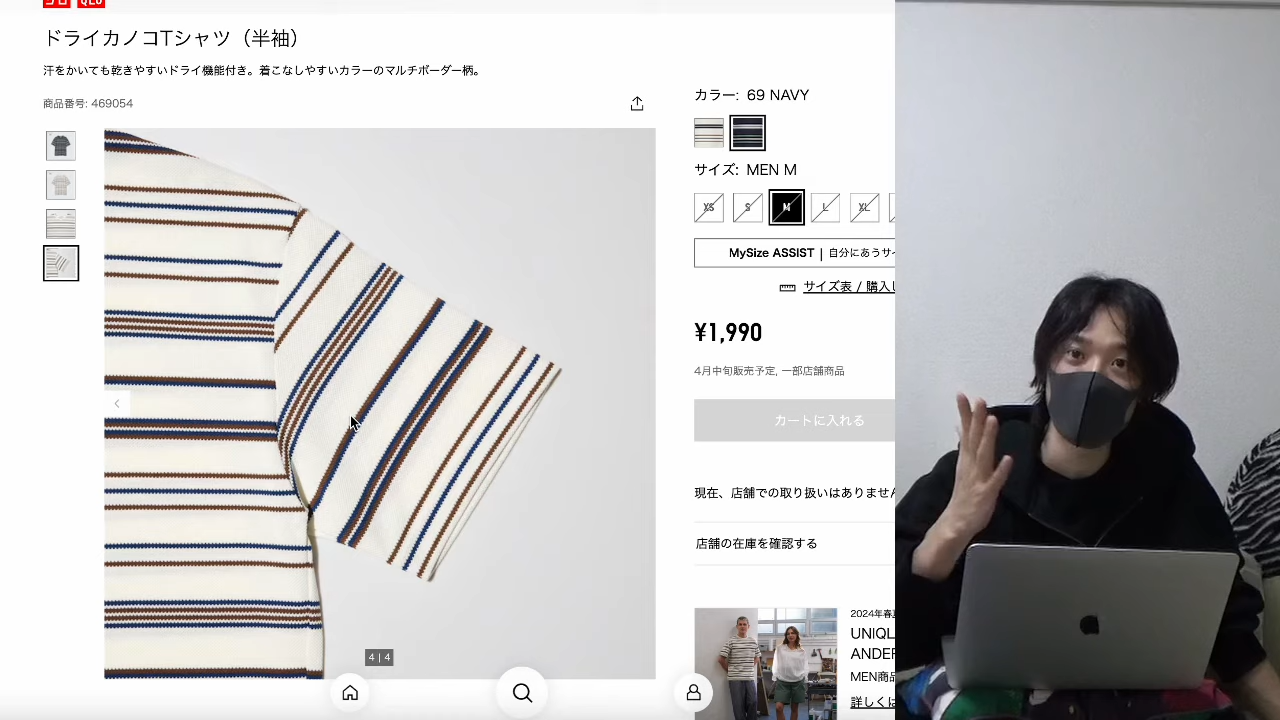 ドライカノコTシャツ（半袖）
汗をかいても乾きやすいドライ機能付き。着こなしやすいカラーのマルチボーダー柄。
商品番号: 469054
カラー: 69 NAVY
サイズ: MEN M
XS S M L XL
MySize ASSIST | 自分にあうサ
サイズ表 / 購入
¥1,990
4月中旬販売予定, 一部店舗商品
カートに入れる
現在、店舗での取り扱いはありませ
店舗の在庫を確認する
2024年春
UNIQL
ANDER
MEN商品
詳しくは
4 | 4